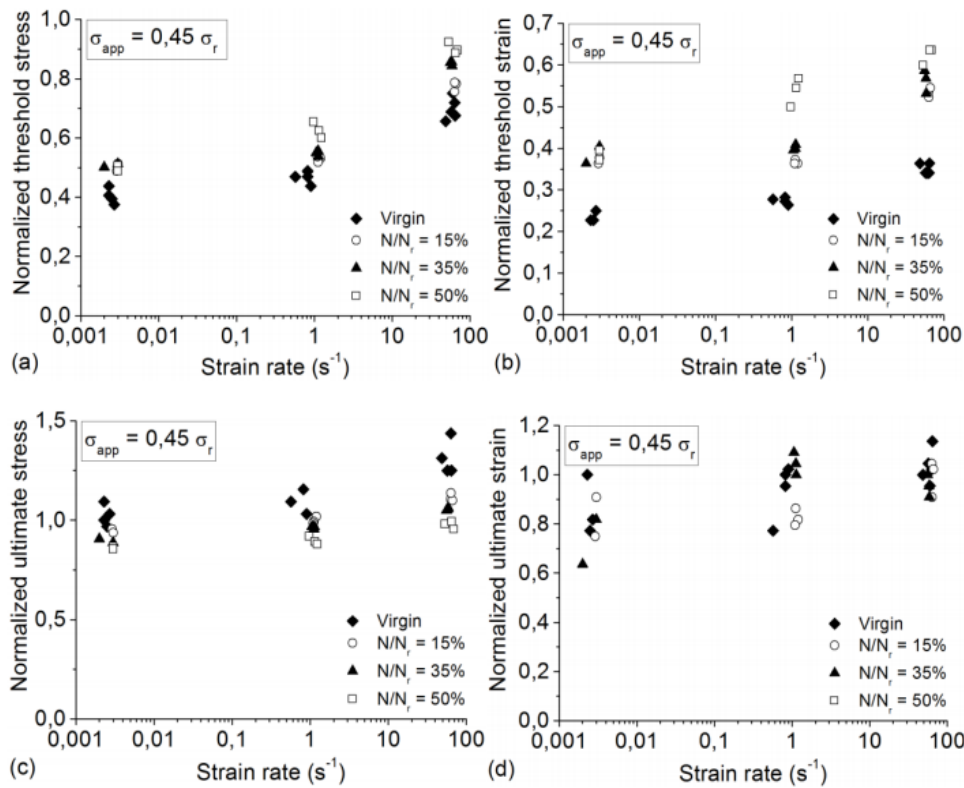 σapp = 0,45 σr
Normalized threshold stress
1,0
0,8
0,6
0,4
0,2
0,0
0,001 0,01 0,1 1 10 100
Strain rate (s⁻¹)
Virgin
N/Nr = 15%
N/Nr = 35%
N/Nr = 50%
(a)
σapp = 0,45 σr
Normalized threshold strain
0,7
0,6
0,5
0,4
0,3
0,2
0,1
0,0
0,001 0,01 0,1 1 10 100
Strain rate (s⁻¹)
Virgin
N/Nr = 15%
N/Nr = 35%
N/Nr = 50%
(b)
σapp = 0,45 σr
Normalized ultimate stress
1,5
1,0
0,5
0,0
0,001 0,01 0,1 1 10 100
Strain rate (s⁻¹)
Virgin
N/Nr = 15%
N/Nr = 35%
N/Nr = 50%
(c)
σapp = 0,45 σr
Normalized ultimate strain
1,2
1,0
0,8
0,6
0,4
0,2
0,0
0,001 0,01 0,1 1 10 100
Strain rate (s⁻¹)
Virgin
N/Nr = 15%
N/Nr = 35%
N/Nr = 50%
(d)